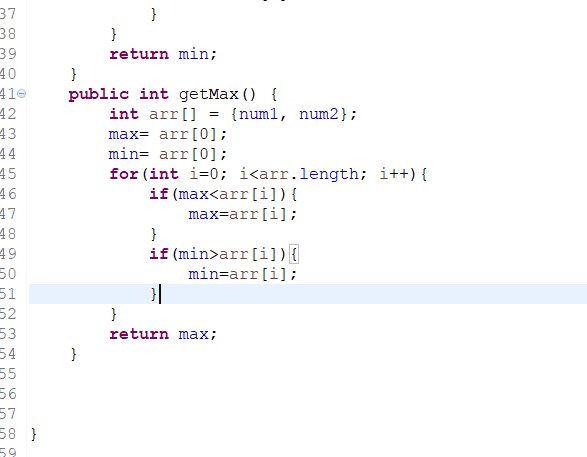 37 }
38 }
39 return min;
40 }
41 public int getMax() {
42 int arr[] = {num1, num2};
43 max= arr[0];
44 min= arr[0];
45 for(int i=0; i<arr.length; i++){
46 if(max<arr[i]){
47 max=arr[i];
48 }
49 if(min>arr[i]){
50 min=arr[i];
51 }
52 }
53 return max;
54 }
55
56
57
58 }
59